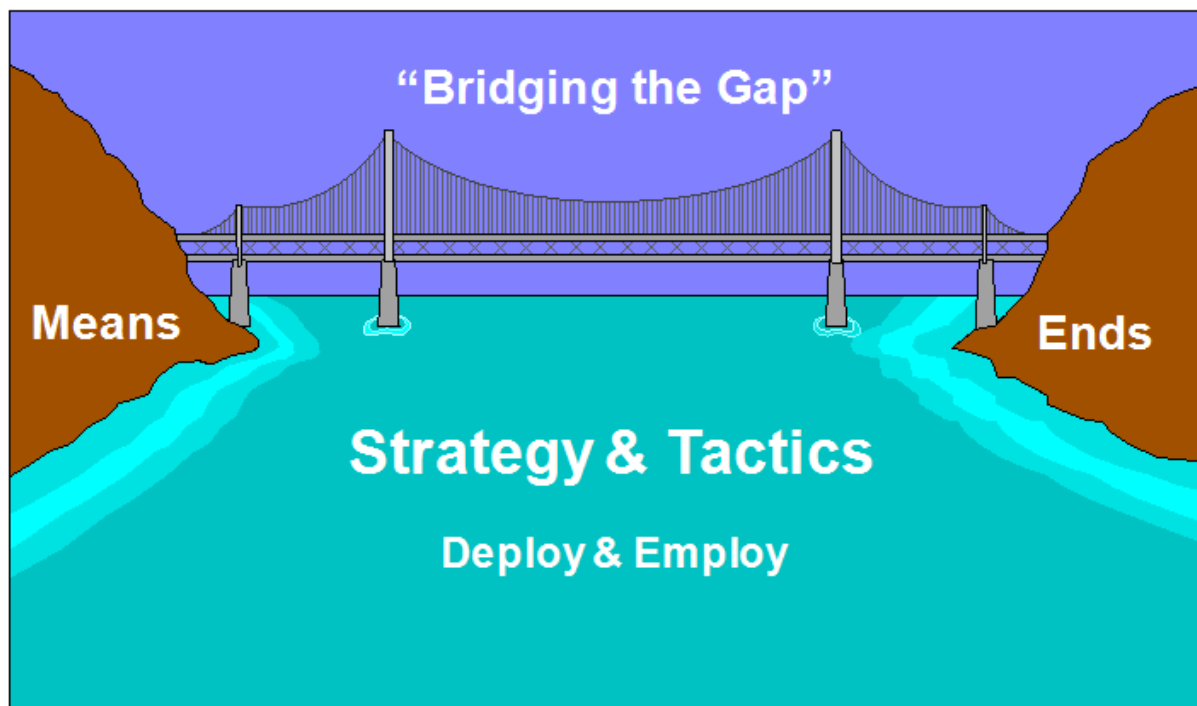 “Bridging the Gap”
Means
Ends
Strategy & Tactics
Deploy & Employ